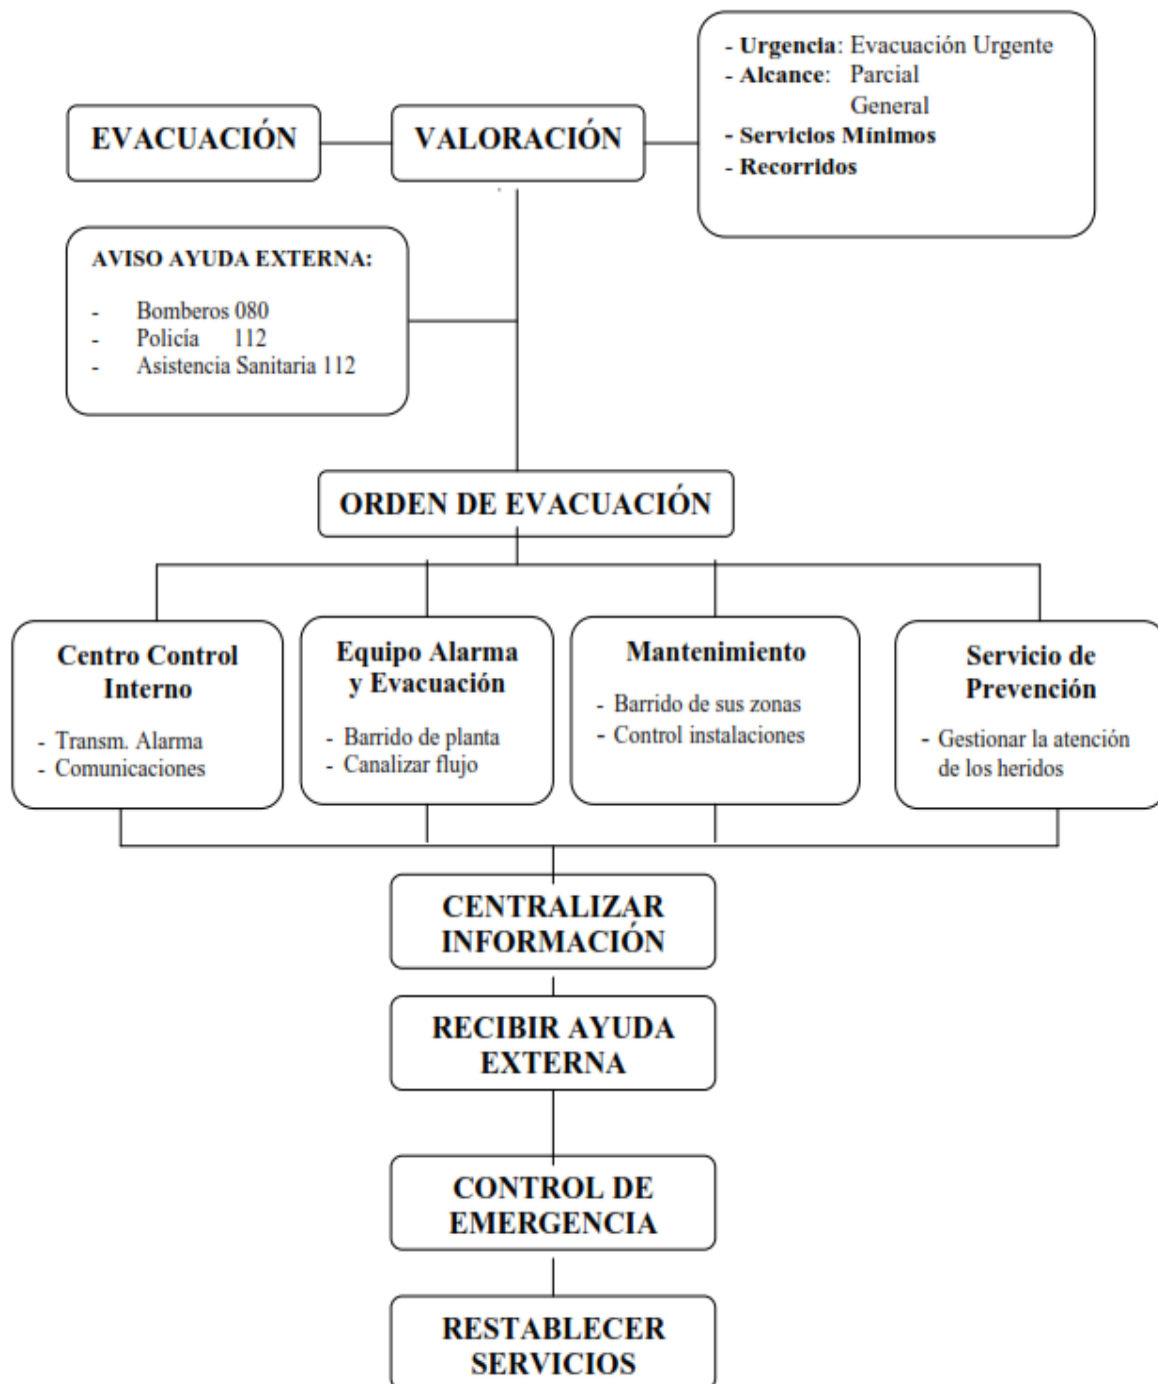 EVACUACIÓN
VALORACIÓN
- Urgencia: Evacuación Urgente
- Alcance: Parcial
General
- Servicios Mínimos
- Recorridos
AVISO AYUDA EXTERNA:
- Bomberos 080
- Policía 112
- Asistencia Sanitaria 112
ORDEN DE EVACUACIÓN
Centro Control
Interno
- Transm. Alarma
- Comunicaciones
Equipo Alarma
y Evacuación
- Barrido de planta
- Canalizar flujo
Mantenimiento
- Barrido de sus zonas
- Control instalaciones
Servicio de
Prevención
- Gestionar la atención
de los heridos
CENTRALIZAR
INFORMACIÓN
RECIBIR AYUDA
EXTERNA
CONTROL DE
EMERGENCIA
RESTABLECER
SERVICIOS